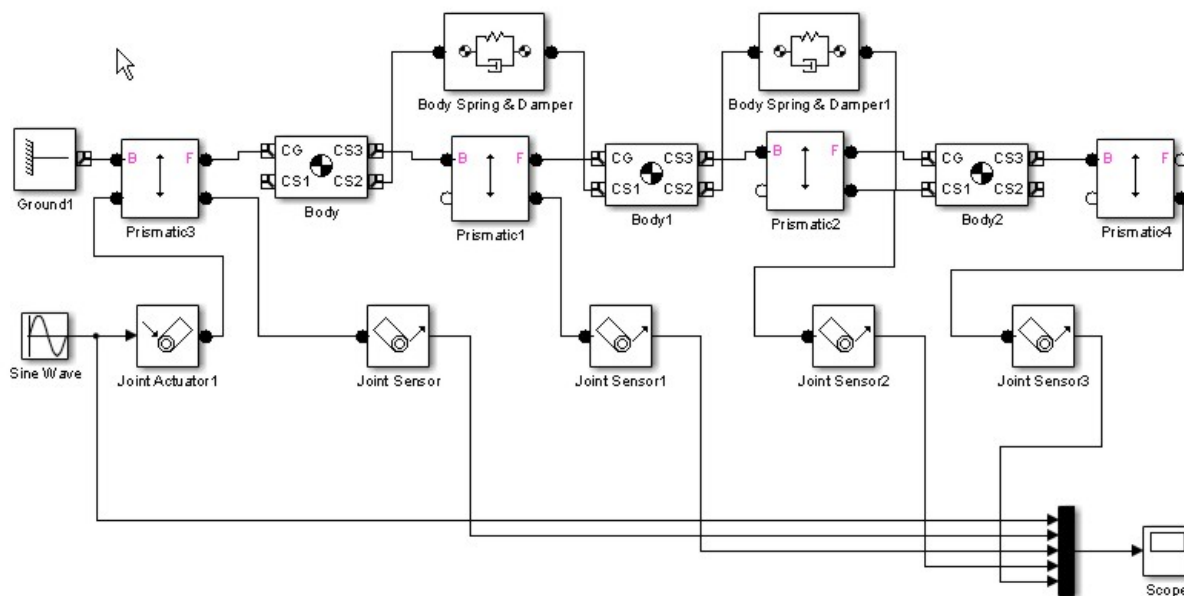 Body Spring & Damper
Body Spring & Damper1
Ground1
B F
Prismatic3
CG CS3
CS1 CS2
Body
B F
Prismatic1
CG CS3
CS1 CS2
Body1
B F
Prismatic2
CG CS3
CS1 CS2
Body2
B F
Prismatic4
Sine Wave
Joint Actuator1
Joint Sensor
Joint Sensor1
Joint Sensor2
Joint Sensor3
Scope